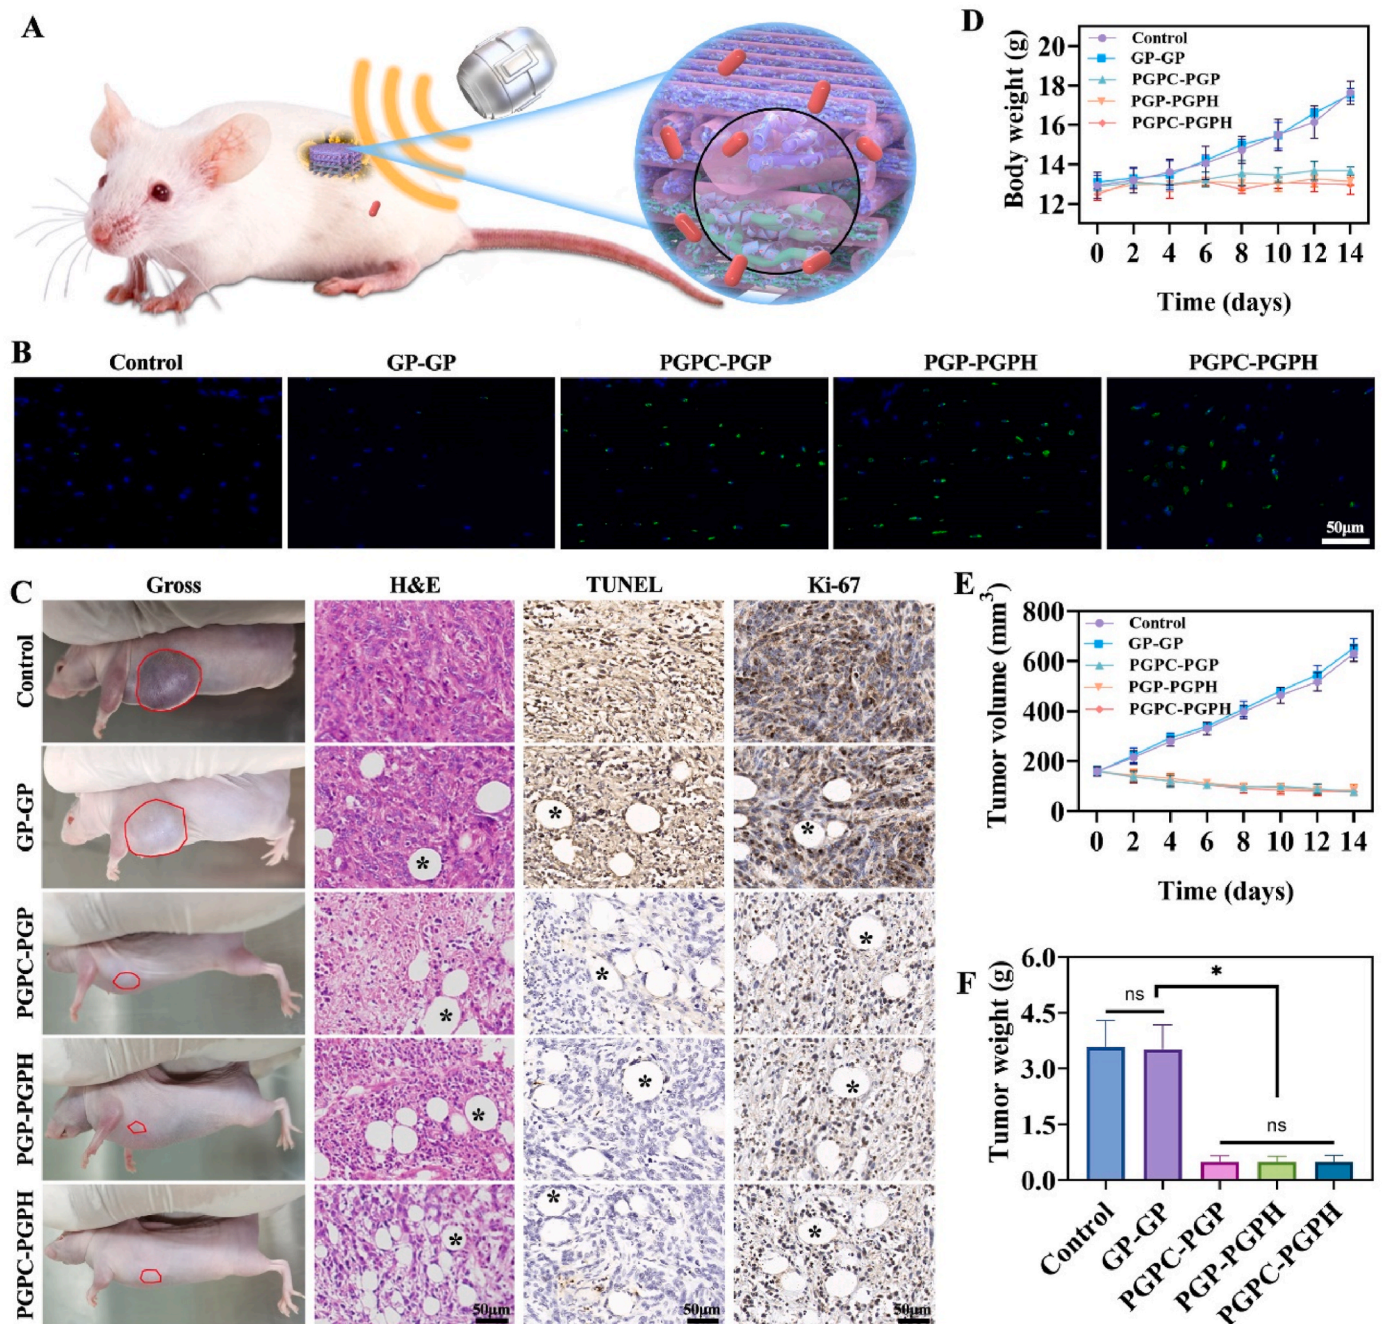 A
B
Control
GP-GP
PGPC-PGP
PGP-PGPH
PGPC-PGPH
50μm
C
Gross
H&E
TUNEL
Ki-67
Control
GP-GP
*
*
*
PGPC-PGP
*
*
*
PGP-PGPH
*
*
*
PGPC-PGPH
*
*
*
50μm
50μm
50μm
D
Body weight (g)
20
18
16
14
12
Control
GP-GP
PGPC-PGP
PGP-PGPH
PGPC-PGPH
0 2 4 6 8 10 12 14
Time (days)
E
Tumor volume (mm³)
800
600
400
200
0
Control
GP-GP
PGPC-PGP
PGP-PGPH
PGPC-PGPH
0 2 4 6 8 10 12 14
Time (days)
F
Tumor weight (g)
6.0
4.5
3.0
1.5
0.0
ns
*
ns
Control
GP-GP
PGPC-PGP
PGP-PGPH
PGPC-PGPH